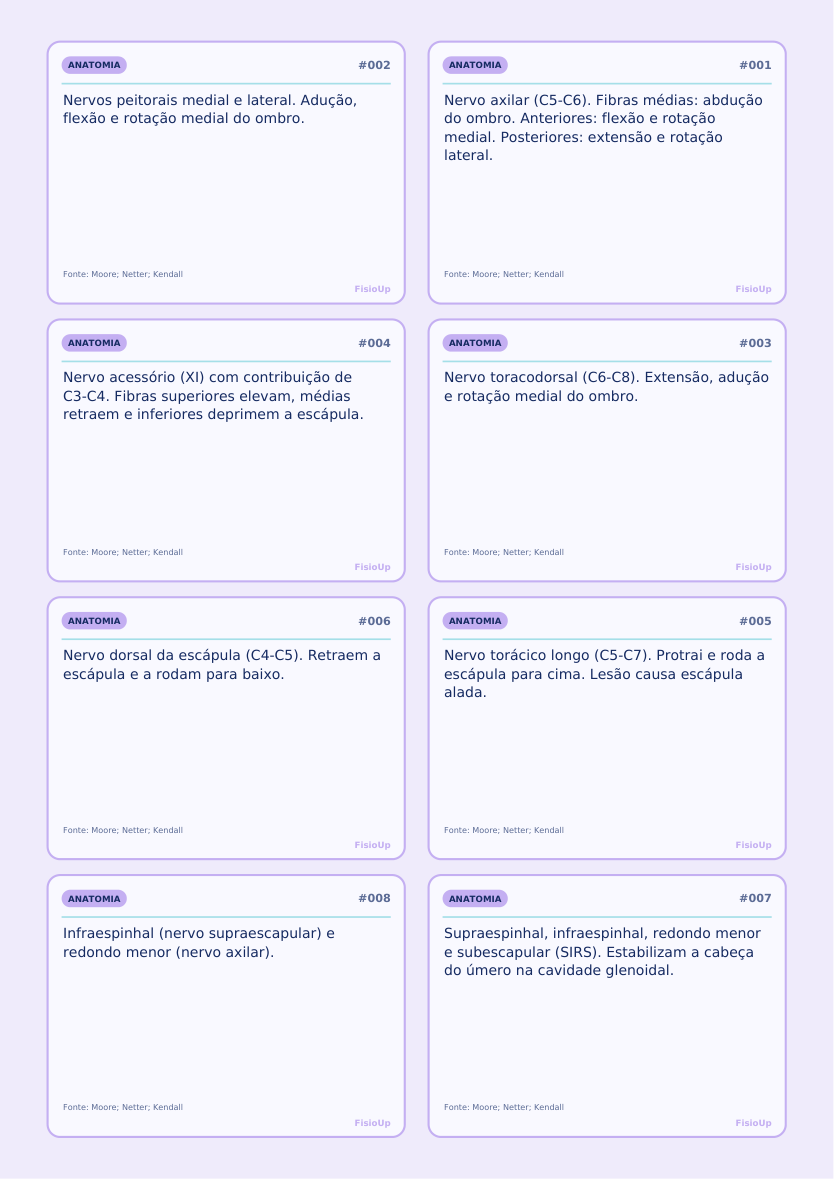 ANATOMIA
#002
Nervos peitorais medial e lateral. Adução,
flexão e rotação medial do ombro.
Fonte: Moore; Netter; Kendall
FisioUp
ANATOMIA
#001
Nervo axilar (C5-C6). Fibras médias: abdução
do ombro. Anteriores: flexão e rotação
medial. Posteriores: extensão e rotação
lateral.
Fonte: Moore; Netter; Kendall
FisioUp
ANATOMIA
#004
Nervo acessório (XI) com contribuição de
C3-C4. Fibras superiores elevam, médias
retraem e inferiores deprimem a escápula.
Fonte: Moore; Netter; Kendall
FisioUp
ANATOMIA
#003
Nervo toracodorsal (C6-C8). Extensão, adução
e rotação medial do ombro.
Fonte: Moore; Netter; Kendall
FisioUp
ANATOMIA
#006
Nervo dorsal da escápula (C4-C5). Retraem a
escápula e a rodam para baixo.
Fonte: Moore; Netter; Kendall
FisioUp
ANATOMIA
#005
Nervo torácico longo (C5-C7). Protrai e roda a
escápula para cima. Lesão causa escápula
alada.
Fonte: Moore; Netter; Kendall
FisioUp
ANATOMIA
#008
Infraespinhal (nervo supraescapular) e
redondo menor (nervo axilar).
Fonte: Moore; Netter; Kendall
FisioUp
ANATOMIA
#007
Supraespinhal, infraespinhal, redondo menor
e subescapular (SIRS). Estabilizam a cabeça
do úmero na cavidade glenoidal.
Fonte: Moore; Netter; Kendall
FisioUp